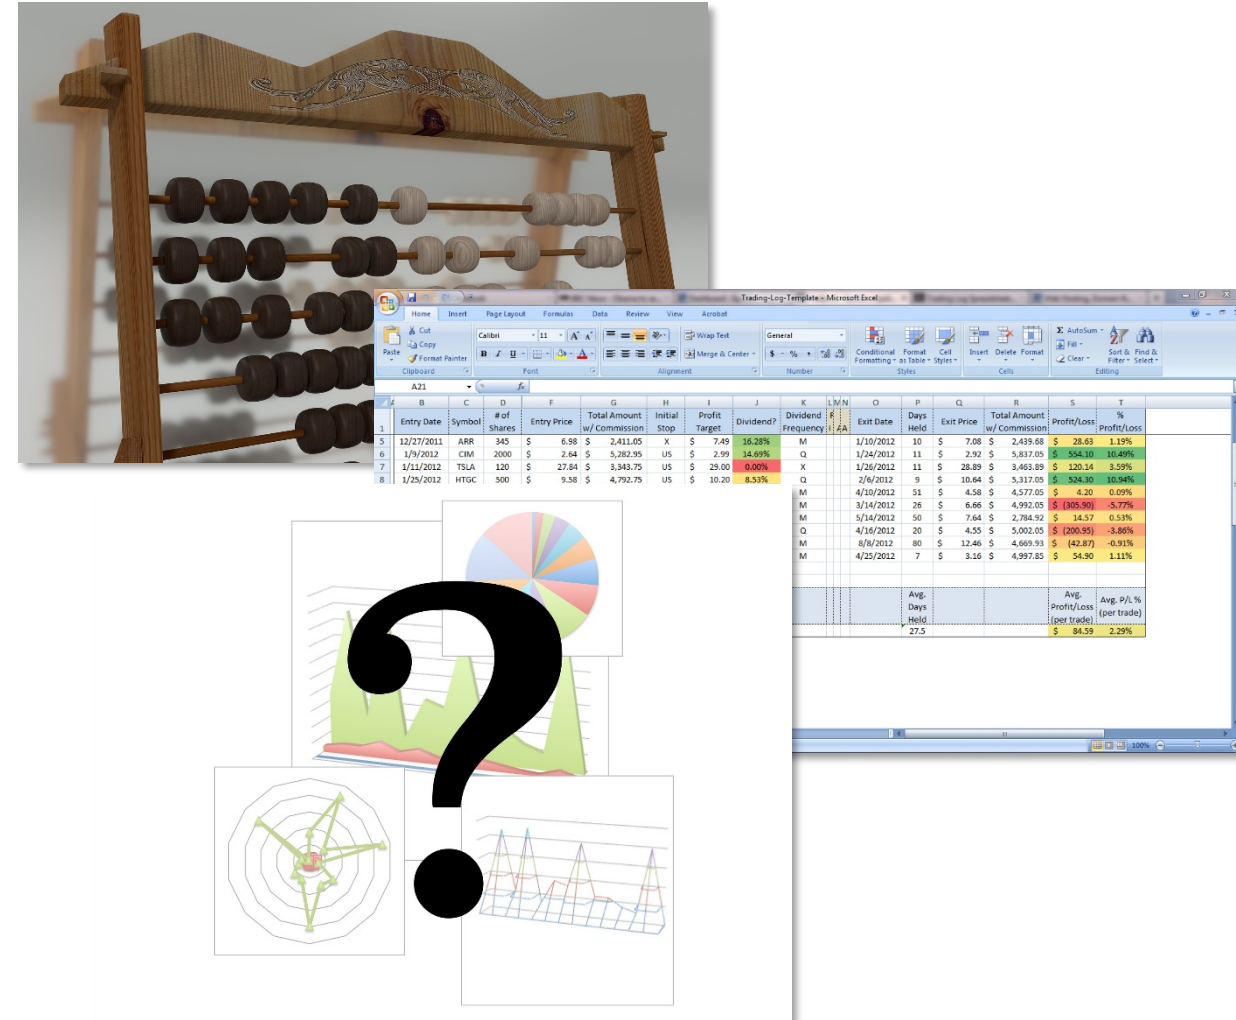 Trading-Log-Template - Microsoft Excel
Home Insert Page Layout Formulas Data Review View Acrobat
Cut
Copy
Format Painter
Paste
Clipboard
Calibri 11
B I U
Font
Wrap Text
Merge & Center
Alignment
General
$ % ,
Number
Conditional Formatting
Format as Table
Cell Styles
Styles
Insert Delete Format
Cells
Σ AutoSum
Fill
Clear
Sort & Filter
Find & Select
Editing
A21 fx
B C D F G H I J K L M N O P Q R S T
1 Entry Date Symbol # of Shares Entry Price Total Amount w/ Commission Initial Stop Profit Target Dividend? Dividend Frequency Exit Date Days Held Exit Price Total Amount w/ Commission Profit/Loss % Profit/Loss
5 12/27/2011 ARR 345 $ 6.98 $ 2,411.05 X $ 7.49 16.28% M 1/10/2012 10 $ 7.08 $ 2,439.68 $ 28.63 1.19%
6 1/9/2012 CIM 2000 $ 2.64 $ 5,282.95 US $ 2.99 14.69% Q 1/24/2012 11 $ 2.92 $ 5,837.05 $ 554.10 10.49%
7 1/11/2012 TSLA 120 $ 27.84 $ 3,343.75 US $ 29.00 0.00% X 1/26/2012 11 $ 28.89 $ 3,463.89 $ 120.14 3.59%
8 1/25/2012 HTGC 500 $ 9.58 $ 4,792.75 US $ 10.20 8.53% Q 2/6/2012 9 $ 10.64 $ 5,317.05 $ 524.30 10.94%
M 4/10/2012 51 $ 4.58 $ 4,577.05 $ 4.20 0.09%
M 3/14/2012 26 $ 6.66 $ 4,992.05 $ (305.90) -5.77%
M 5/14/2012 50 $ 7.64 $ 2,784.92 $ 14.57 0.53%
Q 4/16/2012 20 $ 4.55 $ 5,002.05 $ (200.95) -3.86%
M 8/8/2012 80 $ 12.46 $ 4,669.93 $ (42.87) -0.91%
M 4/25/2012 7 $ 3.16 $ 4,997.85 $ 54.90 1.11%
Avg. Days Held Avg. Profit/Loss (per trade) Avg. P/L % (per trade)
27.5 $ 84.59 2.29%
100%
?